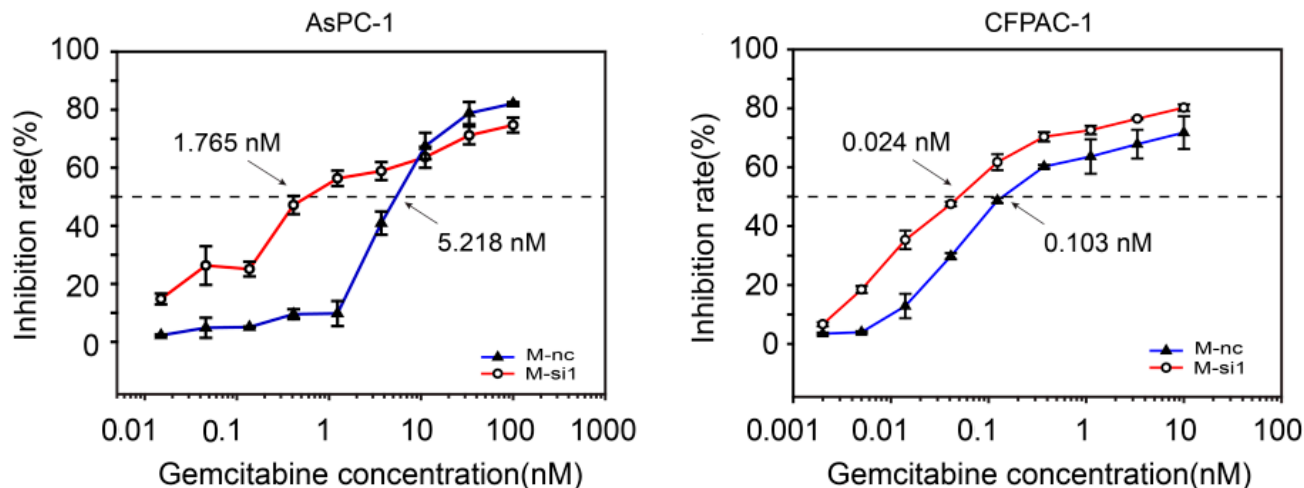 AsPC-1
Inhibition rate(%)
100
80
60
40
20
0
1.765 nM
5.218 nM
M-nc
M-si1
0.01 0.1 1 10 100 1000
Gemcitabine concentration(nM)
CFPAC-1
Inhibition rate(%)
100
80
60
40
20
0
0.024 nM
0.103 nM
M-nc
M-si1
0.001 0.01 0.1 1 10 100
Gemcitabine concentration(nM)